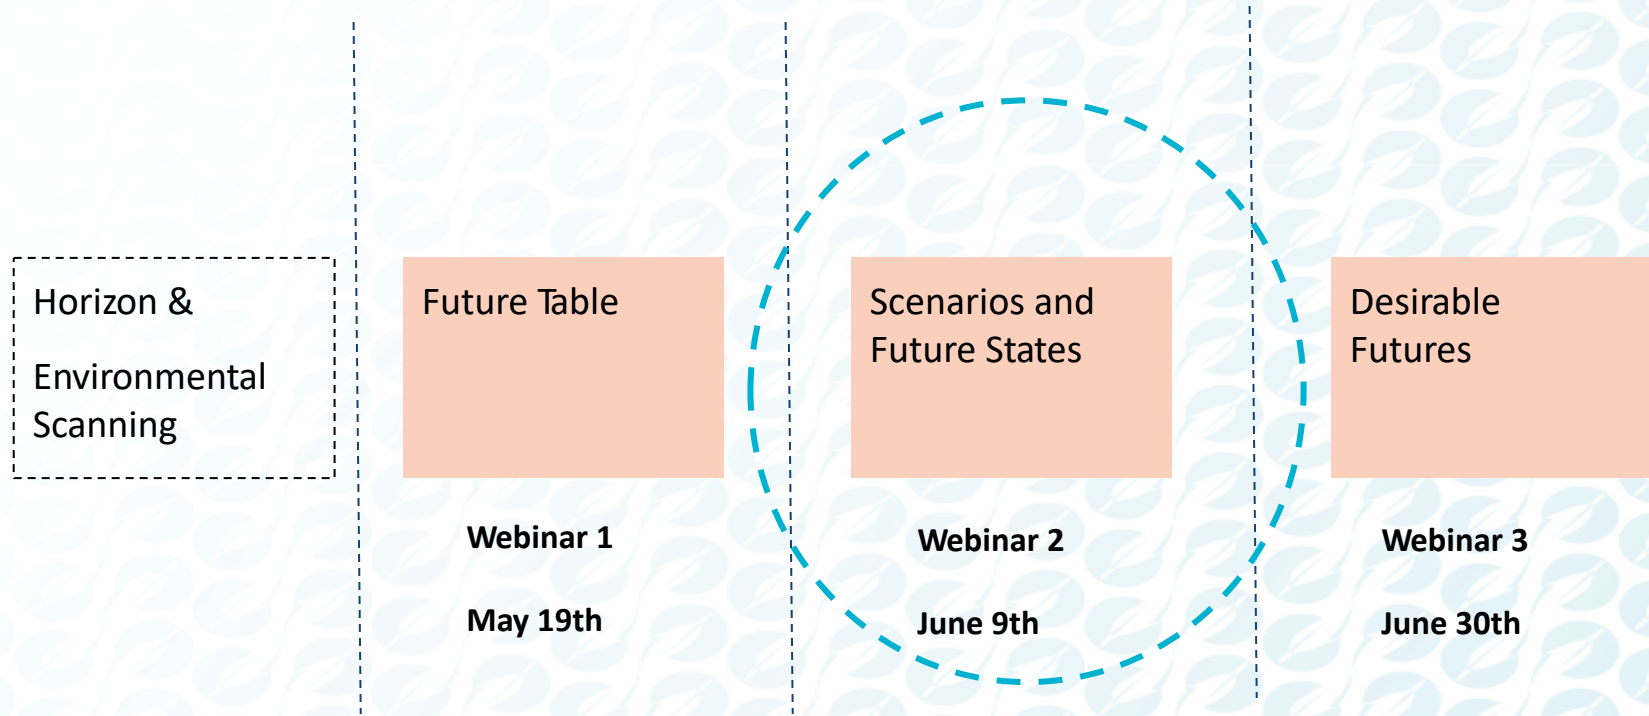 Horizon &
Environmental
Scanning
Future Table
Webinar 1
May 19th
Scenarios and
Future States
Webinar 2
June 9th
Desirable
Futures
Webinar 3
June 30th